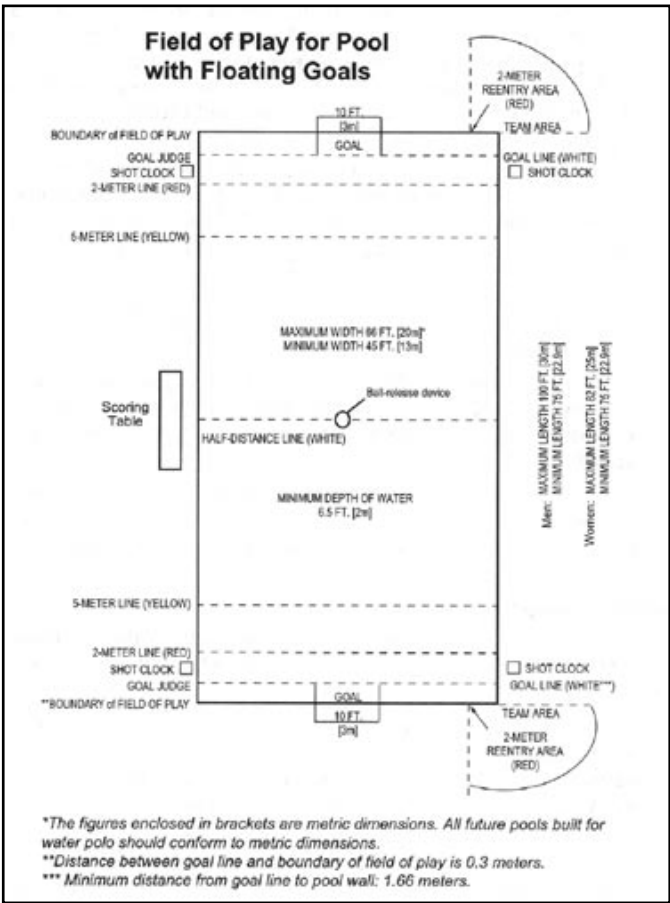 Field of Play for Pool
with Floating Goals
2-METER
REENTRY AREA
(RED)
TEAM AREA
10 FT.
[3m]
GOAL
BOUNDARY of FIELD OF PLAY
GOAL JUDGE
GOAL LINE (WHITE)
SHOT CLOCK
SHOT CLOCK
2-METER LINE (RED)
5-METER LINE (YELLOW)
MAXIMUM WIDTH 66 FT. [20m]*
MINIMUM WIDTH 45 FT. [13m]
Men: MAXIMUM LENGTH 100 FT. [30m]
MINIMUM LENGTH 75 FT. [22.9m]
Women: MAXIMUM LENGTH 82 FT. [25m]
MINIMUM LENGTH 75 FT. [22.9m]
Ball-release device
Scoring
Table
HALF-DISTANCE LINE (WHITE)
MINIMUM DEPTH OF WATER
6.5 FT. [2m]
5-METER LINE (YELLOW)
2-METER LINE (RED)
SHOT CLOCK
SHOT CLOCK
GOAL JUDGE
GOAL LINE (WHITE***)
**BOUNDARY of FIELD OF PLAY
GOAL
10 FT.
[3m]
TEAM AREA
2-METER
REENTRY AREA
(RED)
*The figures enclosed in brackets are metric dimensions. All future pools built for
water polo should conform to metric dimensions.
**Distance between goal line and boundary of field of play is 0.3 meters.
*** Minimum distance from goal line to pool wall: 1.66 meters.